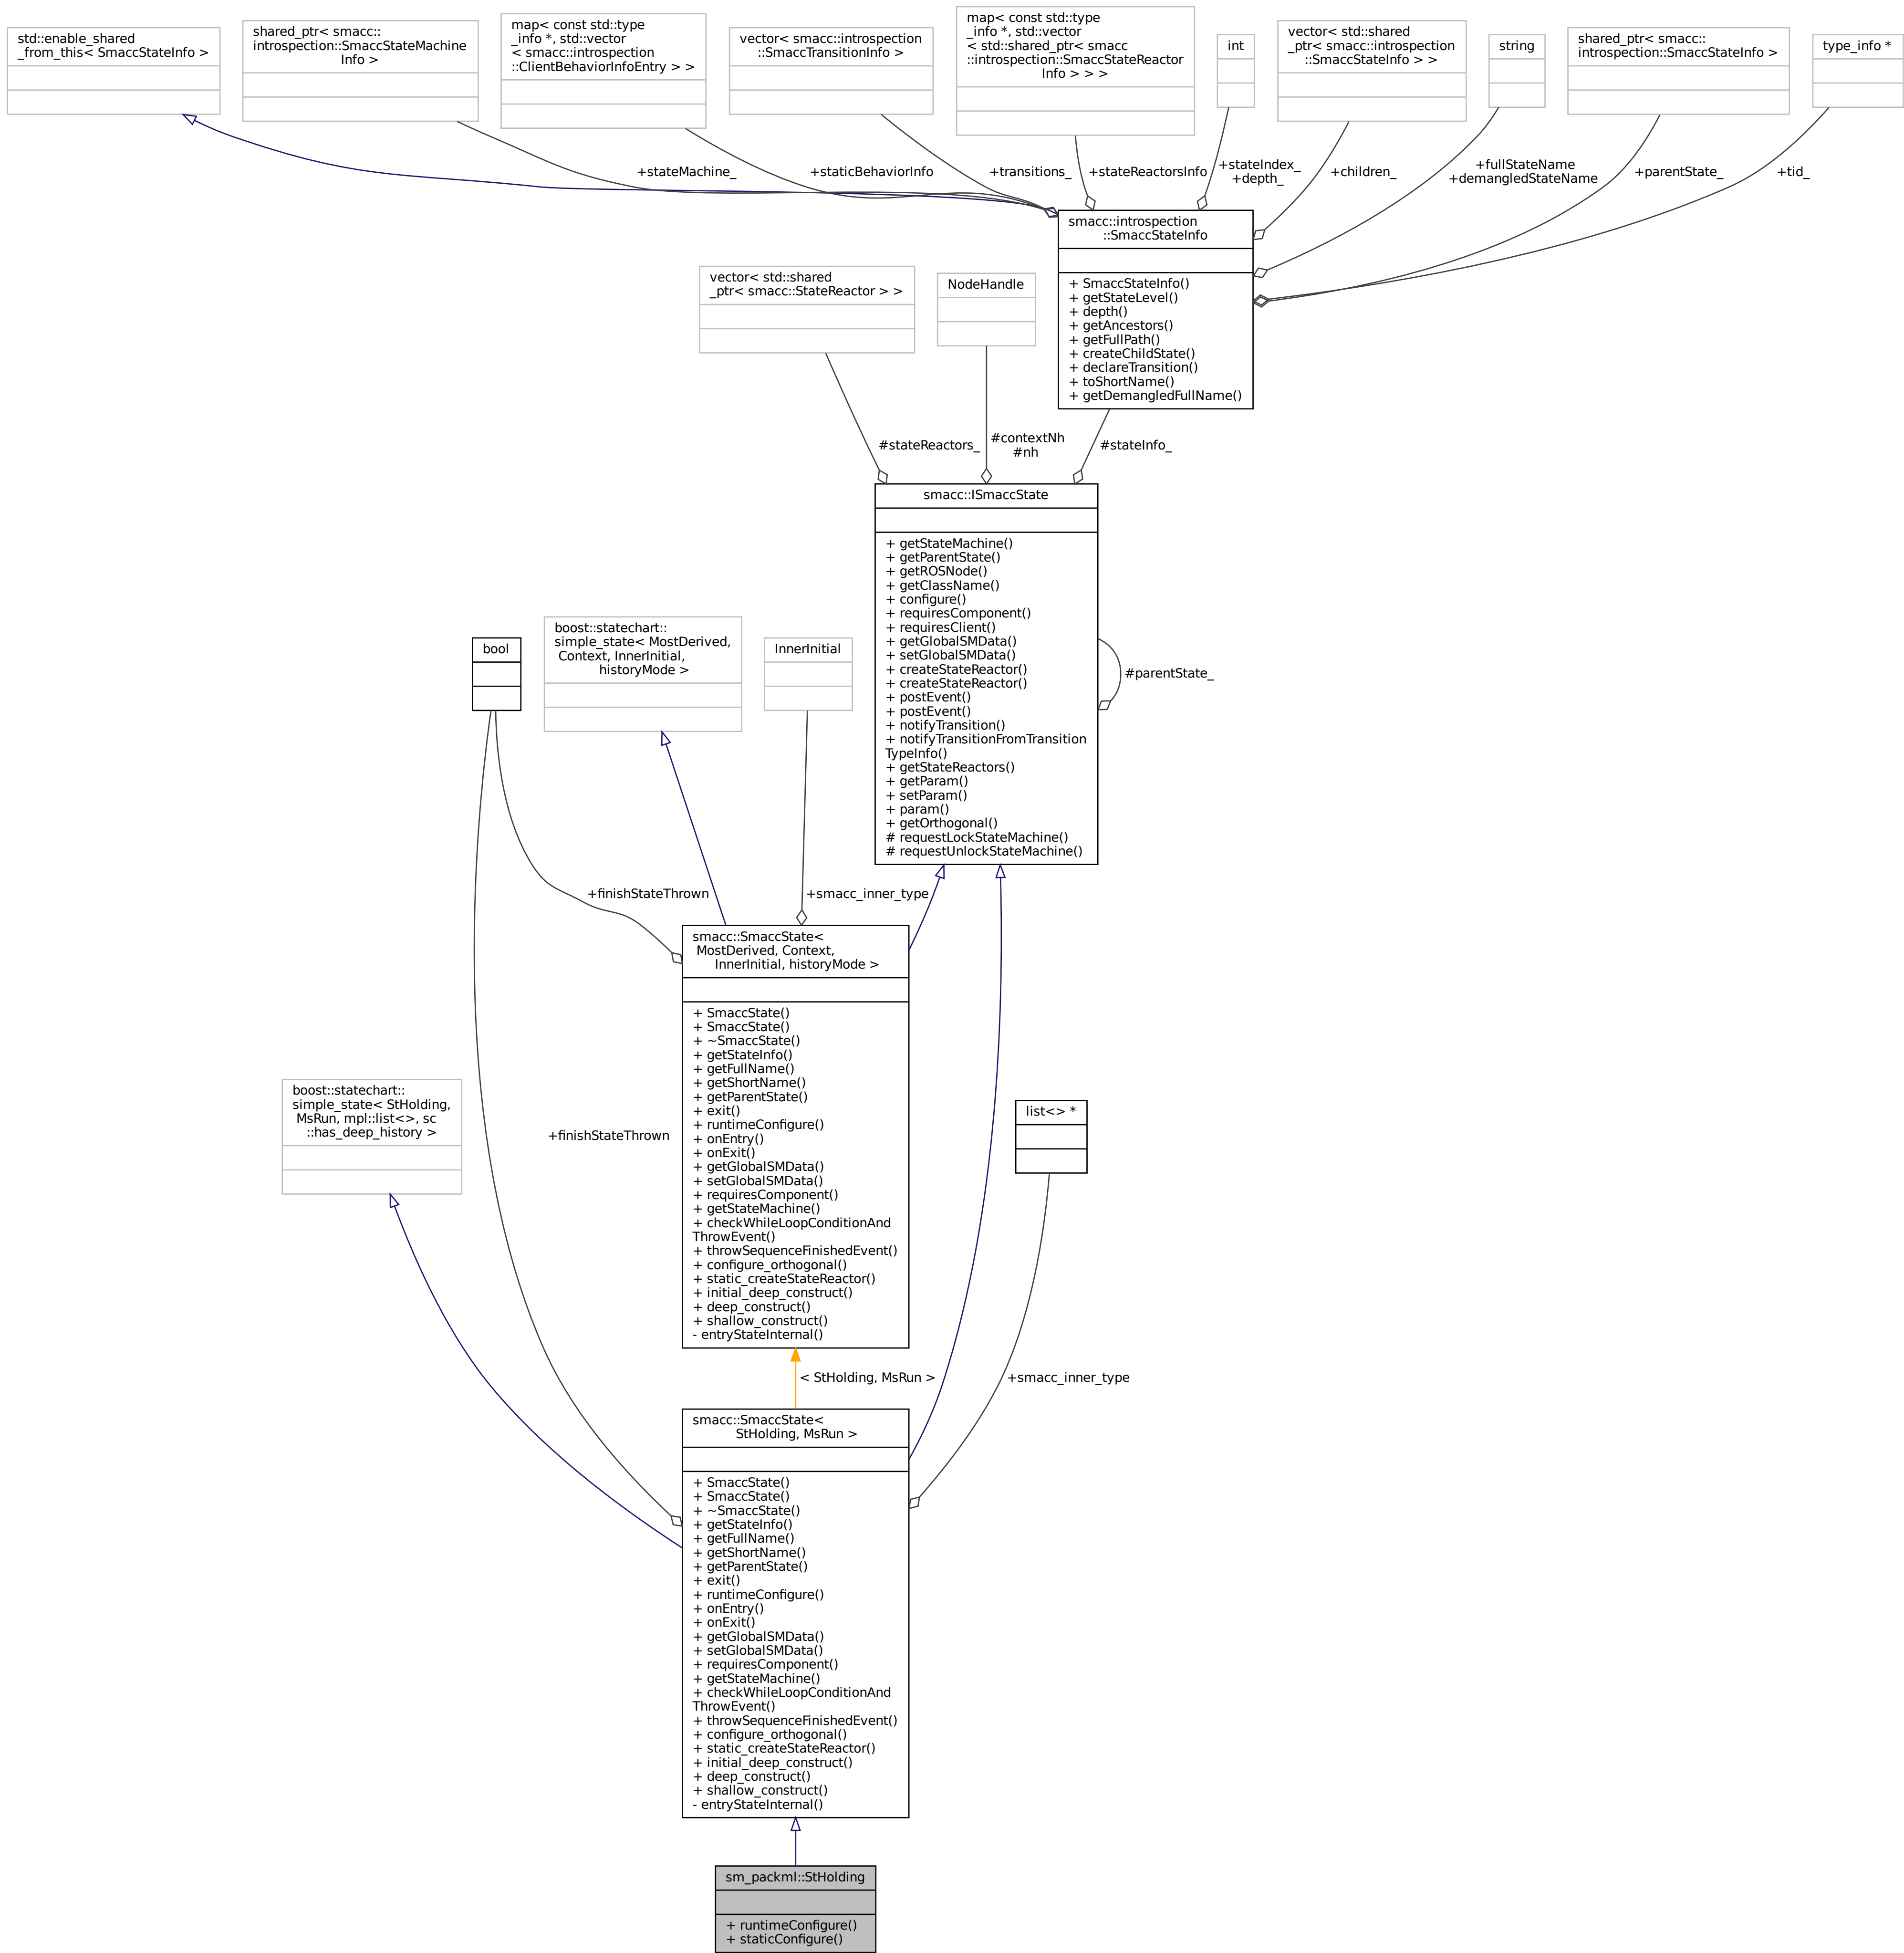 std::enable_shared
_from_this< SmaccStateInfo >
shared_ptr< smacc::
introspection::SmaccStateMachine
Info >
map< const std::type
_info *, std::vector
< smacc::introspection
::ClientBehaviorInfoEntry > >
vector< smacc::introspection
::SmaccTransitionInfo >
map< const std::type
_info *, std::vector
< std::shared_ptr< smacc
::introspection::SmaccStateReactor
Info > > >
int
vector< std::shared
_ptr< smacc::introspection
::SmaccStateInfo > >
string
shared_ptr< smacc::
introspection::SmaccStateInfo >
type_info *
+stateMachine_
+staticBehaviorInfo
+transitions_
+stateReactorsInfo
+stateIndex_
+depth_
+children_
+fullStateName
+demangledStateName
+parentState_
+tid_
smacc::introspection
::SmaccStateInfo
+ SmaccStateInfo()
+ getStateLevel()
+ depth()
+ getAncestors()
+ getFullPath()
+ createChildState()
+ declareTransition()
+ toShortName()
+ getDemangledFullName()
vector< std::shared
_ptr< smacc::StateReactor > >
NodeHandle
#stateReactors_
#contextNh
#nh
#stateInfo_
smacc::ISmaccState
+ getStateMachine()
+ getParentState()
+ getROSNode()
+ getClassName()
+ configure()
+ requiresComponent()
+ requiresClient()
+ getGlobalSMData()
+ setGlobalSMData()
+ createStateReactor()
+ createStateReactor()
+ postEvent()
+ postEvent()
+ notifyTransition()
+ notifyTransitionFromTransition
TypeInfo()
+ getStateReactors()
+ getParam()
+ setParam()
+ param()
+ getOrthogonal()
# requestLockStateMachine()
# requestUnlockStateMachine()
#parentState_
bool
boost::statechart::
simple_state< MostDerived,
Context, InnerInitial,
historyMode >
InnerInitial
+finishStateThrown
+smacc_inner_type
smacc::SmaccState<
MostDerived, Context,
InnerInitial, historyMode >
+ SmaccState()
+ SmaccState()
+ ~SmaccState()
+ getStateInfo()
+ getFullName()
+ getShortName()
+ getParentState()
+ exit()
+ runtimeConfigure()
+ onEntry()
+ onExit()
+ getGlobalSMData()
+ setGlobalSMData()
+ requiresComponent()
+ getStateMachine()
+ checkWhileLoopConditionAnd
ThrowEvent()
+ throwSequenceFinishedEvent()
+ configure_orthogonal()
+ static_createStateReactor()
+ initial_deep_construct()
+ deep_construct()
+ shallow_construct()
- entryStateInternal()
boost::statechart::
simple_state< StHolding,
MsRun, mpl::list<>, sc
::has_deep_history >
+finishStateThrown
list<> *
< StHolding, MsRun >
+smacc_inner_type
smacc::SmaccState<
StHolding, MsRun >
+ SmaccState()
+ SmaccState()
+ ~SmaccState()
+ getStateInfo()
+ getFullName()
+ getShortName()
+ getParentState()
+ exit()
+ runtimeConfigure()
+ onEntry()
+ onExit()
+ getGlobalSMData()
+ setGlobalSMData()
+ requiresComponent()
+ getStateMachine()
+ checkWhileLoopConditionAnd
ThrowEvent()
+ throwSequenceFinishedEvent()
+ configure_orthogonal()
+ static_createStateReactor()
+ initial_deep_construct()
+ deep_construct()
+ shallow_construct()
- entryStateInternal()
sm_packml::StHolding
+ runtimeConfigure()
+ staticConfigure()